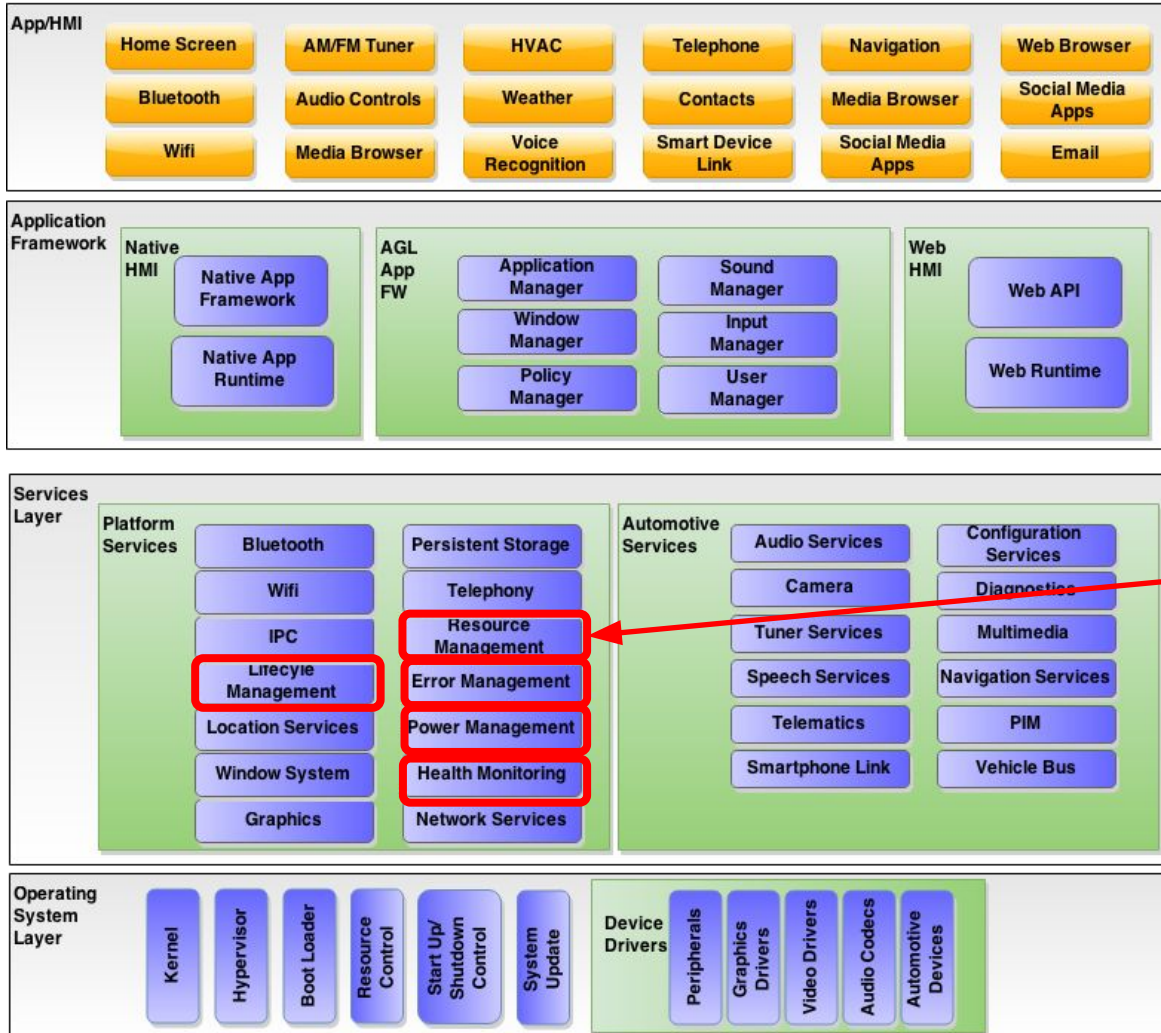 App/HMI
Home Screen
AM/FM Tuner
HVAC
Telephone
Navigation
Web Browser
Bluetooth
Audio Controls
Weather
Contacts
Media Browser
Social Media
Apps
Wifi
Media Browser
Voice
Recognition
Smart Device
Link
Social Media
Apps
Email
Application
Framework
Native
HMI
Native App
Framework
Native App
Runtime
AGL
App
FW
Application
Manager
Sound
Manager
Window
Manager
Input
Manager
Policy
Manager
User
Manager
Web
HMI
Web API
Web Runtime
Services
Layer
Platform
Services
Bluetooth
Persistent Storage
Wifi
Telephony
IPC
Resource
Management
Lifecyle
Management
Error Management
Location Services
Power Management
Window System
Health Monitoring
Graphics
Network Services
Automotive
Services
Audio Services
Configuration
Services
Camera
Diagnostics
Tuner Services
Multimedia
Speech Services
Navigation Services
Telematics
PIM
Smartphone Link
Vehicle Bus
Operating
System
Layer
Kernel
Hypervisor
Boot Loader
Resource
Control
Start Up/
Shutdown
Control
System
Update
Device
Drivers
Peripherals
Graphics
Drivers
Video Drivers
Audio Codecs
Automotive
Devices